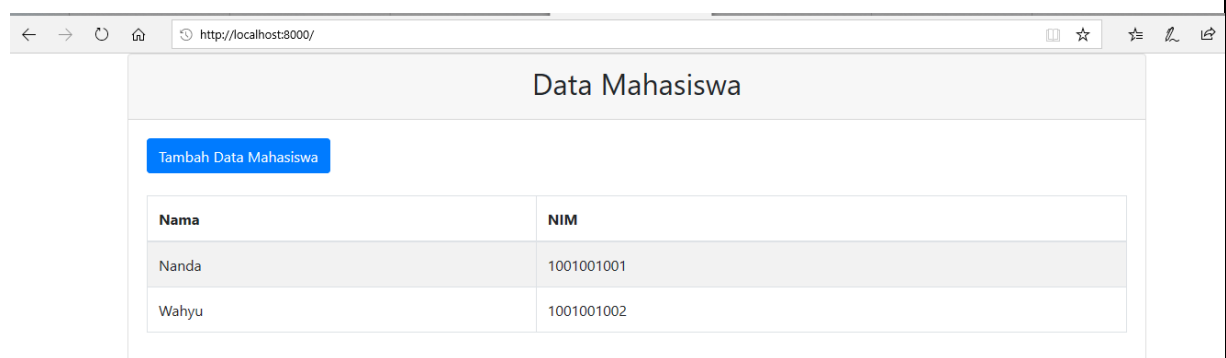 http://localhost:8000/
Data Mahasiswa
Tambah Data Mahasiswa
Nama NIM
Nanda 1001001001
Wahyu 1001001002